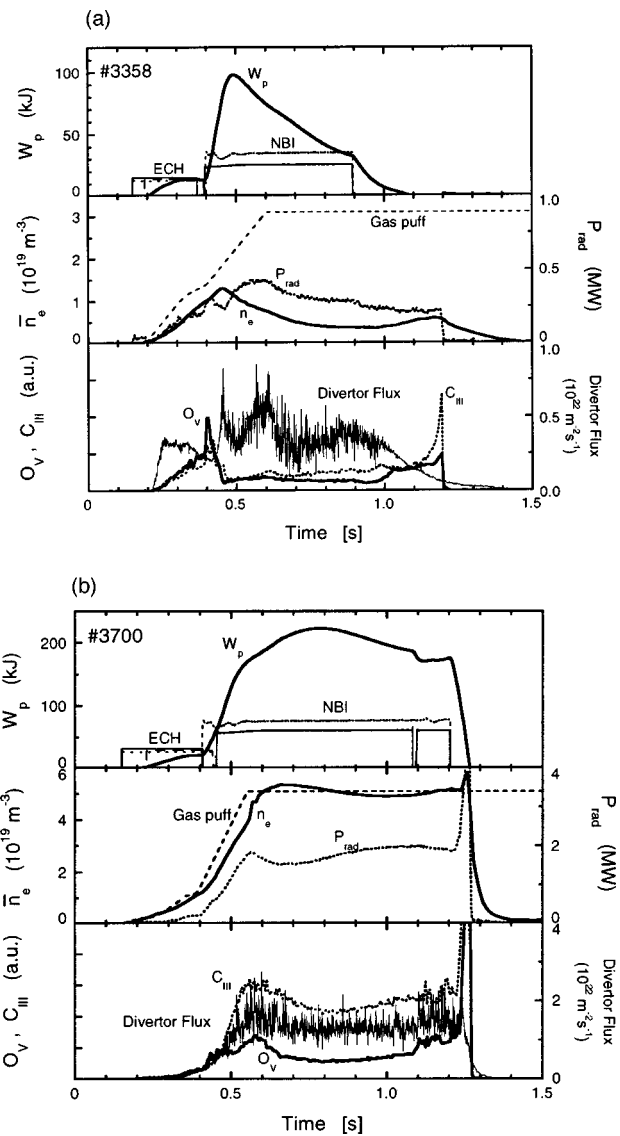 (a)
#3358
W_p
NBI
ECH
W_p (kJ)
100
50
0
Gas puff
P_rad
n_e
n̅_e (10^19 m^-3)
3
2
1
0
P_rad (MW)
1.0
0.5
0
O_V
Divertor Flux
C_III
O_V , C_III (a.u.)
Divertor Flux
(10^22 m^-2 s^-1)
1.0
0.5
0.0
0 0.5 1.0 1.5
Time [s]
(b)
#3700
W_p
NBI
ECH
W_p (kJ)
200
100
0
Gas puff
n_e
P_rad
n̅_e (10^19 m^-3)
6
4
2
0
P_rad (MW)
4
2
0
C_III
Divertor Flux
O_V
O_V , C_III (a.u.)
Divertor Flux
(10^22 m^-2 s^-1)
4
2
0
0.0 0.5 1.0 1.5
Time [s]